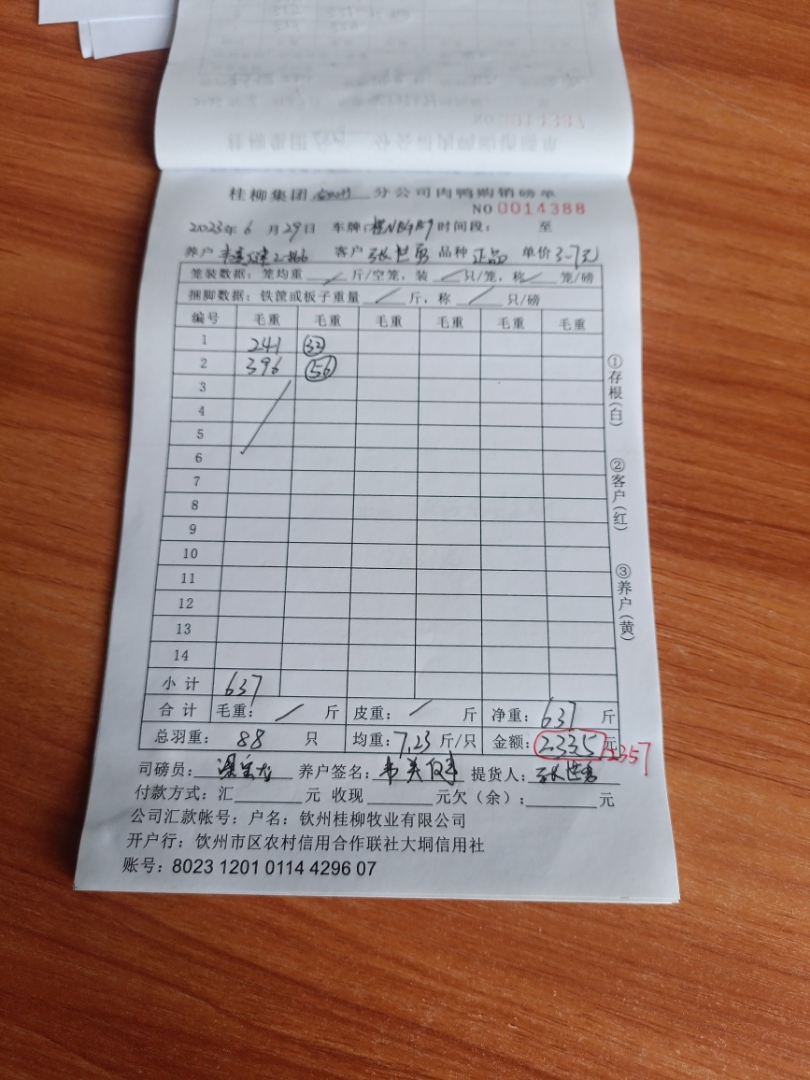 桂柳集团 分公司肉鸭购销磅单
NO 0014388
2023年 6 月 29日 车牌: 时间段: 至
养户 客户 张世勇 品种 正品 单价 3.7元
笼装数据: 笼均重 / 斤/空笼, 装 / 只/笼, 称 / 笼/磅
捆脚数据: 铁筐或板子重量 / 斤, 称 / 只/磅
编号 毛重 毛重 毛重 毛重 毛重 毛重
1 241 32
2 396 56
3
4
5
6
7
8
9
10
11
12
13
14
小 计 637
合 计 毛重: / 斤 皮重: / 斤 净重: 637 斤
总羽重: 88 只 均重: 7.23 斤/只 金额: 2335 元 2357
司磅员: 养户签名: 提货人: 张世勇
付款方式: 汇 元 收现 元欠(余): 元
公司汇款帐号: 户名: 钦州桂柳牧业有限公司
开户行: 钦州市区农村信用合作联社大垌信用社
账号: 8023 1201 0114 4296 07
①存根(白)
②客户(红)
③养户(黄)